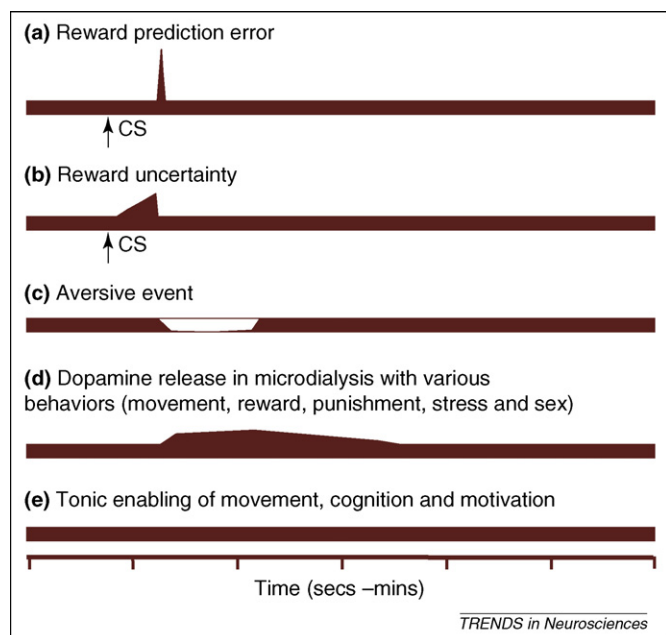 (a) Reward prediction error
CS
(b) Reward uncertainty
CS
(c) Aversive event
(d) Dopamine release in microdialysis with various
behaviors (movement, reward, punishment, stress and sex)
(e) Tonic enabling of movement, cognition and motivation
Time (secs –mins)
TRENDS in Neurosciences